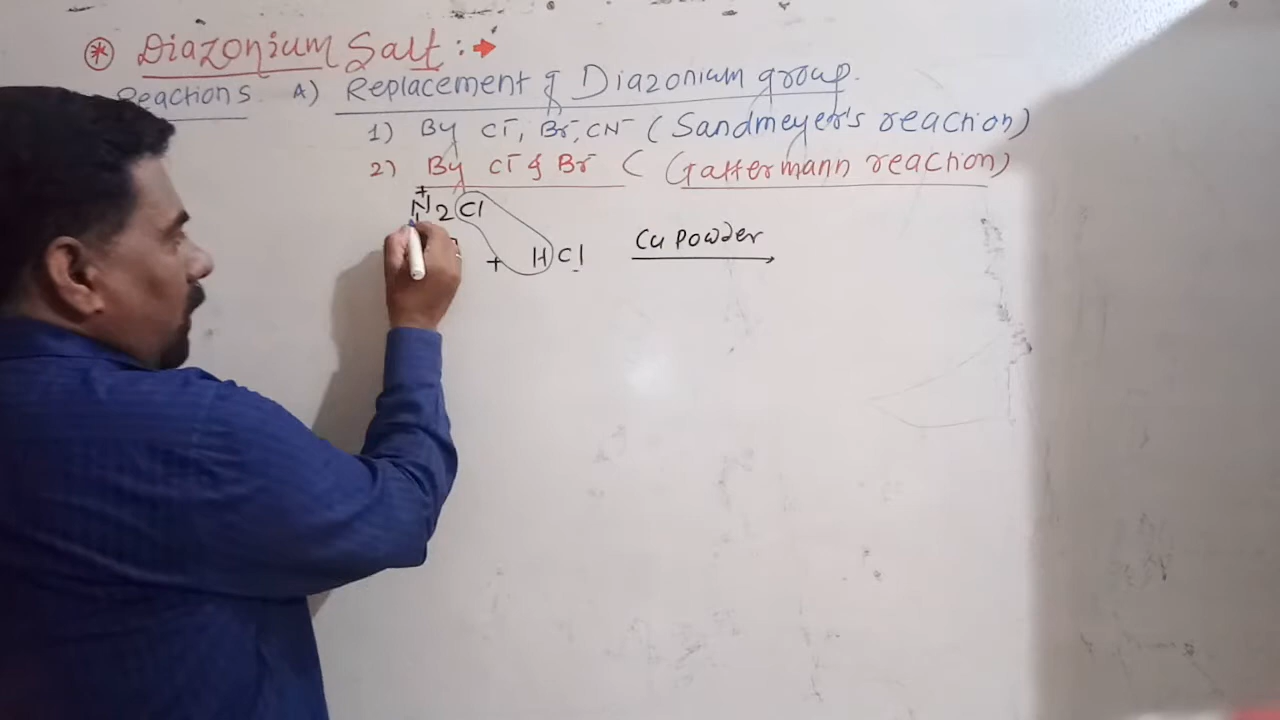 * Diazonium Salt :→
Reactions A) Replacement of Diazonium group.
1) By Cl⁻, Br⁻, CN⁻ (Sandmeyer's reaction)
2) By Cl⁻ & Br⁻ (Gattermann reaction)
N⁺2Cl + HCl Cu Powder →